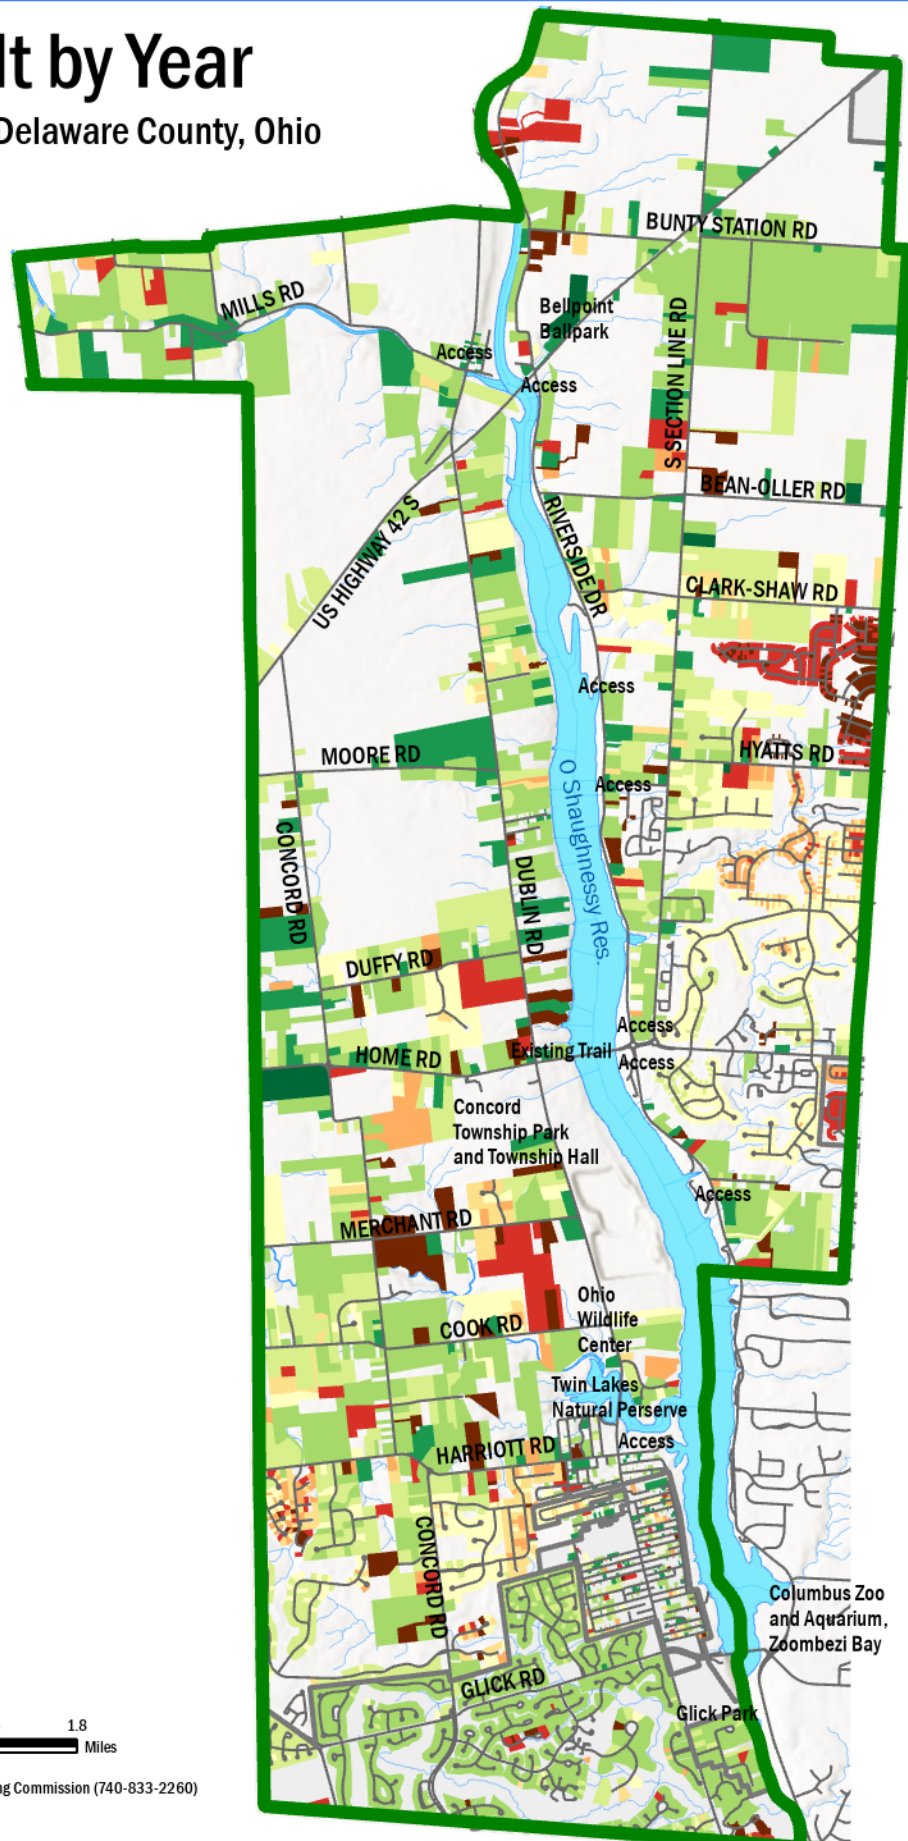 lt by Year
Delaware County, Ohio
BUNTY STATION RD
MILLS RD
Bellpoint
Ballpark
S SECTION LINE RD
Access
Access
BEAN-OLLER RD
US HIGHWAY 42 S
RIVERSIDE DR
CLARK-SHAW RD
Access
MOORE RD
HYATTS RD
Access
O Shaughnessy Res.
CONCORD RD
DUBLIN RD
DUFFY RD
Access
HOME RD
Existing Trail
Access
Concord
Township Park
and Township Hall
Access
MERCHANT RD
Ohio
Wildlife
Center
COOK RD
Twin Lakes
Natural Perserve
HARRIOTT RD
Access
CONCORD RD
Columbus Zoo
and Aquarium,
Zoombezi Bay
GLICK RD
Glick Park
1.8
Miles
ng Commission (740-833-2260)